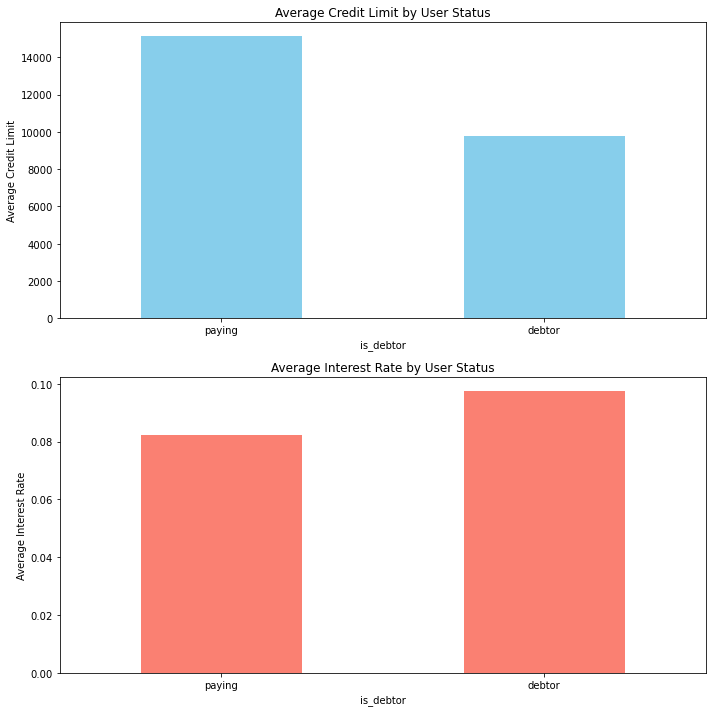 Average Credit Limit by User Status
14000
12000
10000
8000
6000
4000
2000
0
Average Credit Limit
paying debtor
is_debtor
Average Interest Rate by User Status
0.10
0.08
0.06
0.04
0.02
0.00
Average Interest Rate
paying debtor
is_debtor